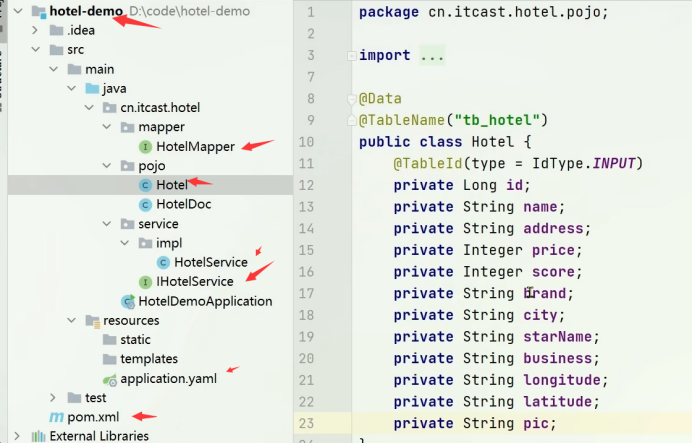 hotel-demo D:\code\hotel-demo
.idea
src
main
java
cn.itcast.hotel
mapper
HotelMapper
pojo
Hotel
HotelDoc
service
impl
HotelService
IHotelService
HotelDemoApplication
resources
static
templates
application.yaml
test
pom.xml
External Libraries
1 package cn.itcast.hotel.pojo;
2
3 import ...
7
8 @Data
9 @TableName("tb_hotel")
10 public class Hotel {
11 @TableId(type = IdType.INPUT)
12 private Long id;
13 private String name;
14 private String address;
15 private Integer price;
16 private Integer score;
17 private String brand;
18 private String city;
19 private String starName;
20 private String business;
21 private String longitude;
22 private String latitude;
23 private String pic;